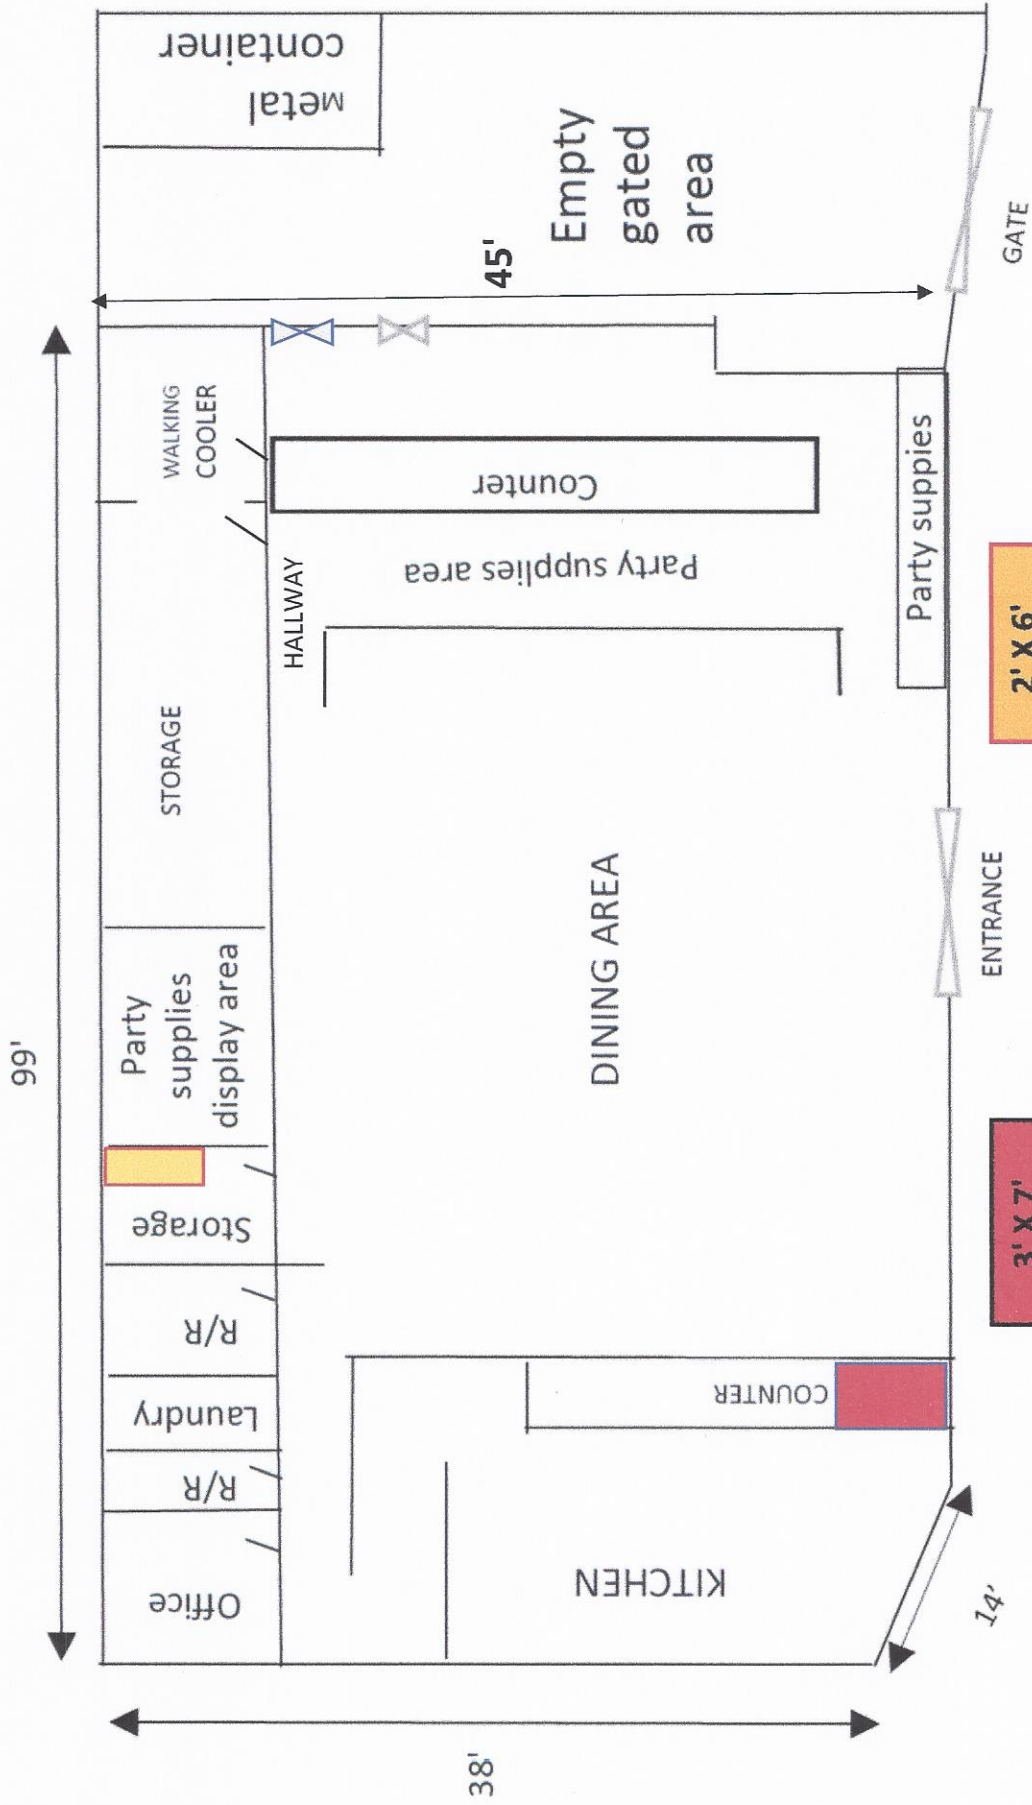 99'
38'
14'
45'
Office
R/R
Laundry
R/R
Storage
Party
supplies
display area
STORAGE
WALKING
COOLER
metal
container
Empty
gated
area
GATE
HALLWAY
Counter
Party supplies area
Party suppies
DINING AREA
ENTRANCE
KITCHEN
COUNTER
3' X 7'
2' X 6'